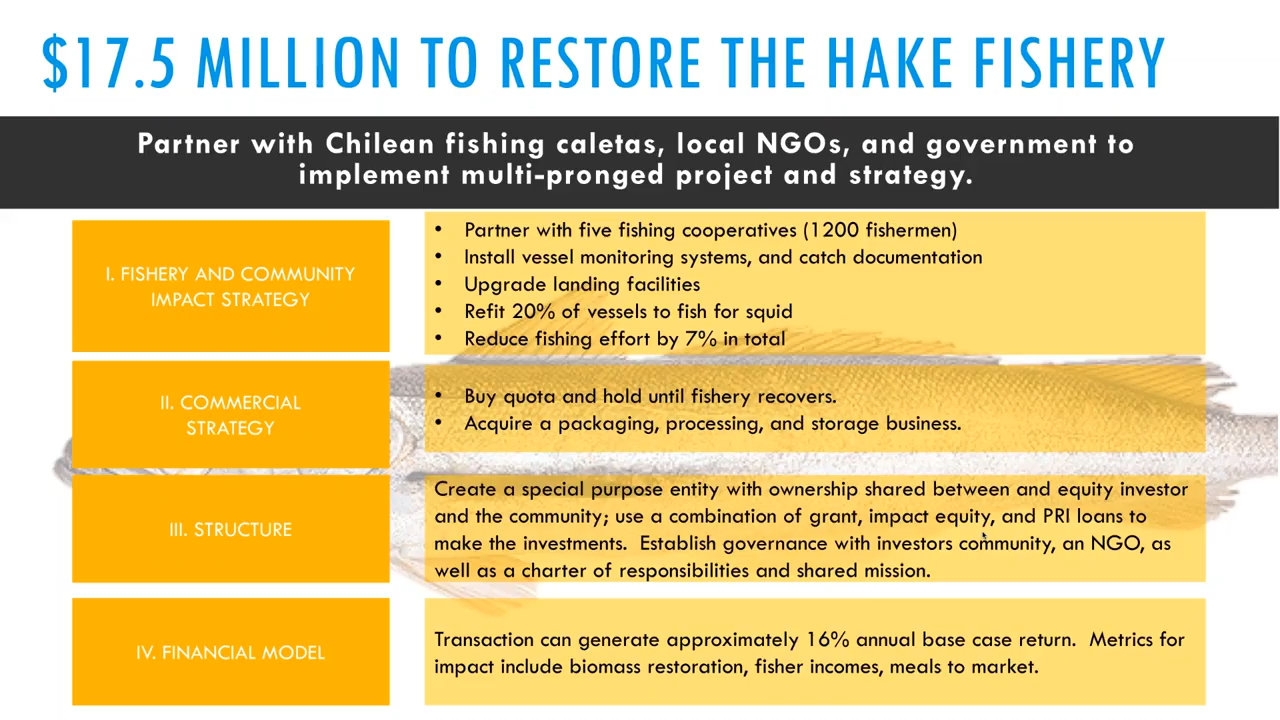 $17.5 MILLION TO RESTORE THE HAKE FISHERY
Partner with Chilean fishing caletas, local NGOs, and government to
implement multi-pronged project and strategy.
I. FISHERY AND COMMUNITY
IMPACT STRATEGY
• Partner with five fishing cooperatives (1200 fishermen)
• Install vessel monitoring systems, and catch documentation
• Upgrade landing facilities
• Refit 20% of vessels to fish for squid
• Reduce fishing effort by 7% in total
II. COMMERCIAL
STRATEGY
• Buy quota and hold until fishery recovers.
• Acquire a packaging, processing, and storage business.
III. STRUCTURE
Create a special purpose entity with ownership shared between and equity investor
and the community; use a combination of grant, impact equity, and PRI loans to
make the investments.  Establish governance with investors community, an NGO, as
well as a charter of responsibilities and shared mission.
IV. FINANCIAL MODEL
Transaction can generate approximately 16% annual base case return.  Metrics for
impact include biomass restoration, fisher incomes, meals to market.